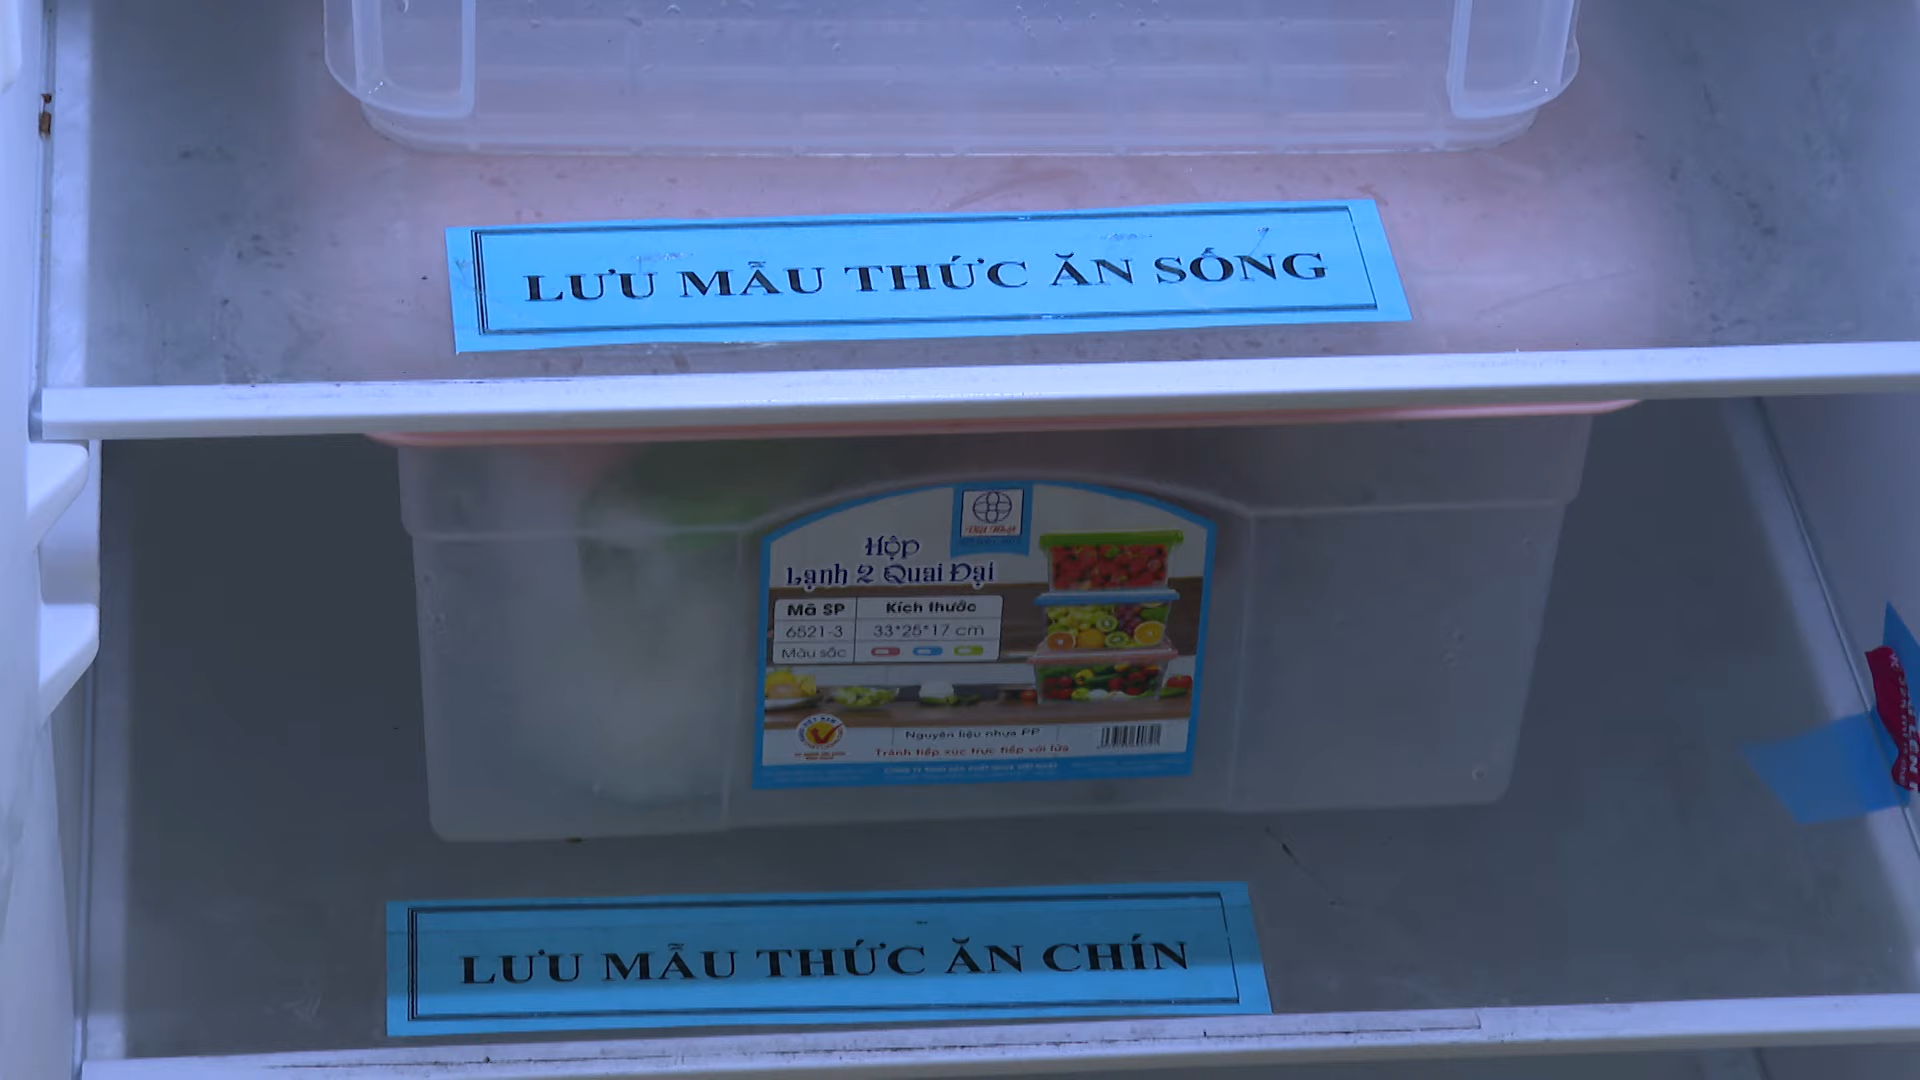 LƯU MẪU THỨC ĂN SỐNG
Hộp
Lạnh 2 Quai Đại
Mã SP Kích thước
6521-3 33*25*17 cm
Màu sắc
Nguyên liệu nhựa PP
Tránh tiếp xúc trực tiếp với lửa
LƯU MẪU THỨC ĂN CHÍN